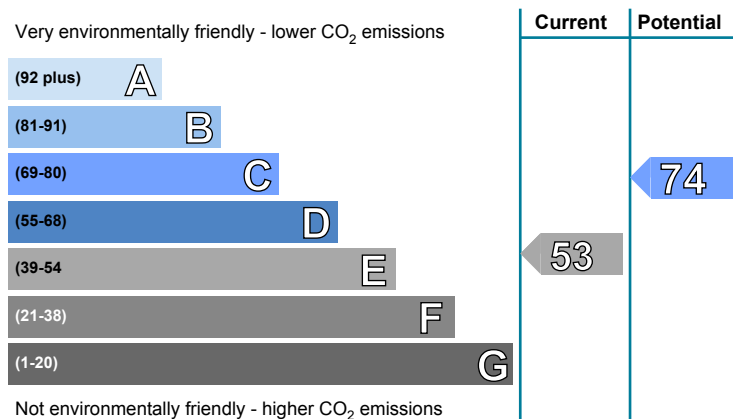 Current Potential
Very environmentally friendly - lower CO₂ emissions
(92 plus) A
(81-91) B
(69-80) C
74
(55-68) D
(39-54 E
53
(21-38) F
(1-20) G
Not environmentally friendly - higher CO₂ emissions